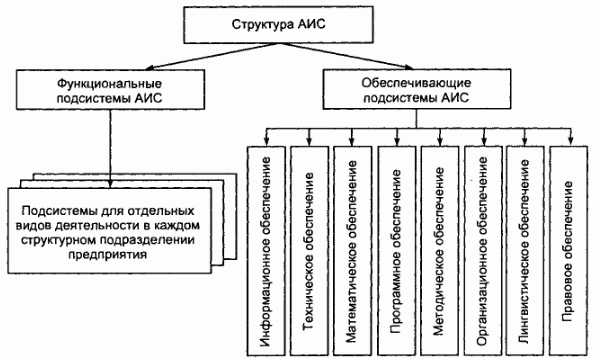 Структура АИС
Функциональные
подсистемы АИС
Обеспечивающие
подсистемы АИС
Подсистемы для отдельных
видов деятельности в каждом
структурном подразделении
предприятия
Информационное обеспечение
Техническое обеспечение
Математическое обеспечение
Программное обеспечение
Методическое обеспечение
Организационное обеспечение
Лингвистическое обеспечение
Правовое обеспечение